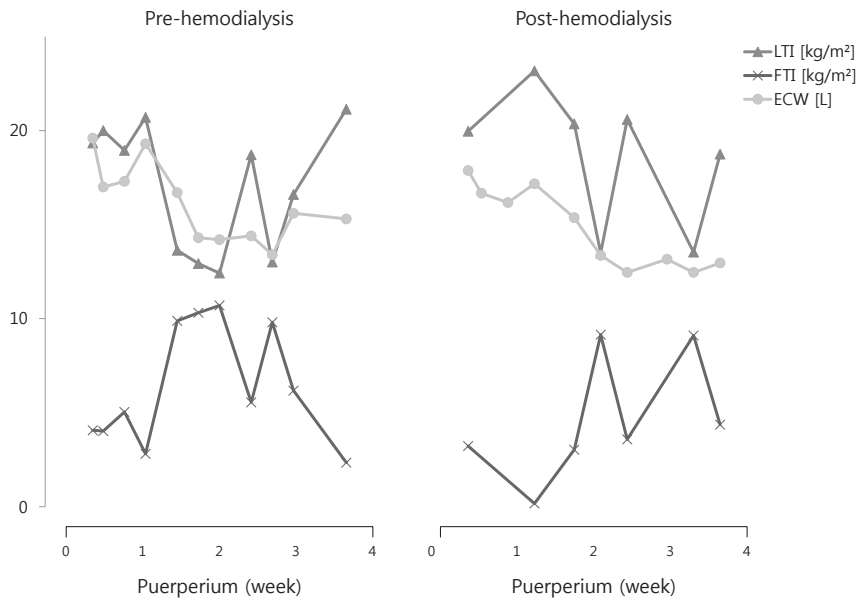 Pre-hemodialysis
Post-hemodialysis
LTI [kg/m²]
FTI [kg/m²]
ECW [L]
20
10
0
0 1 2 3 4
0 1 2 3 4
Puerperium (week)
Puerperium (week)